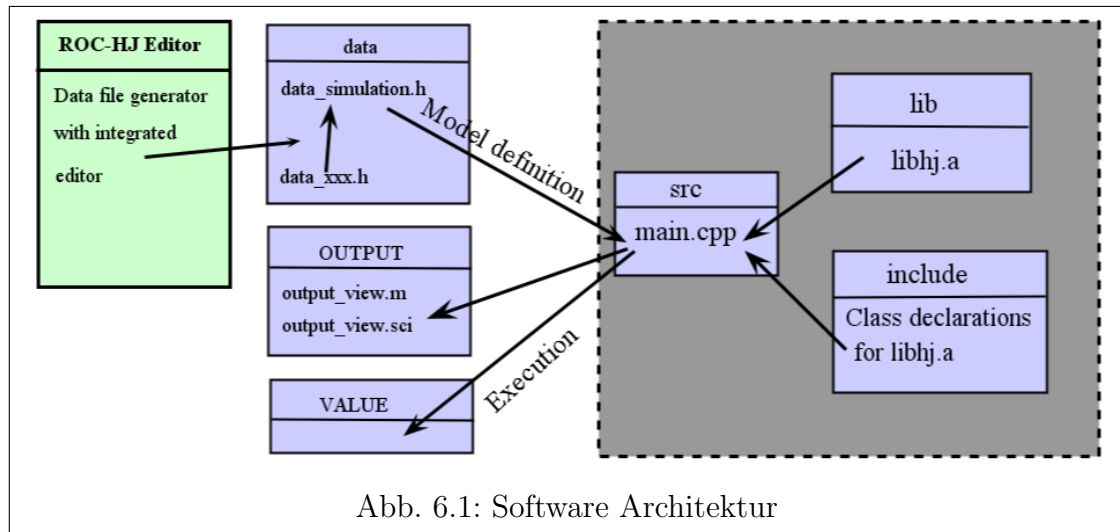 ROC-HJ Editor
Data file generator
with integrated
editor
data
data_simulation.h
data_xxx.h
Model definition
OUTPUT
output_view.m
output_view.sci
VALUE
Execution
src
main.cpp
lib
libhj.a
include
Class declarations
for libhj.a
Abb. 6.1: Software Architektur